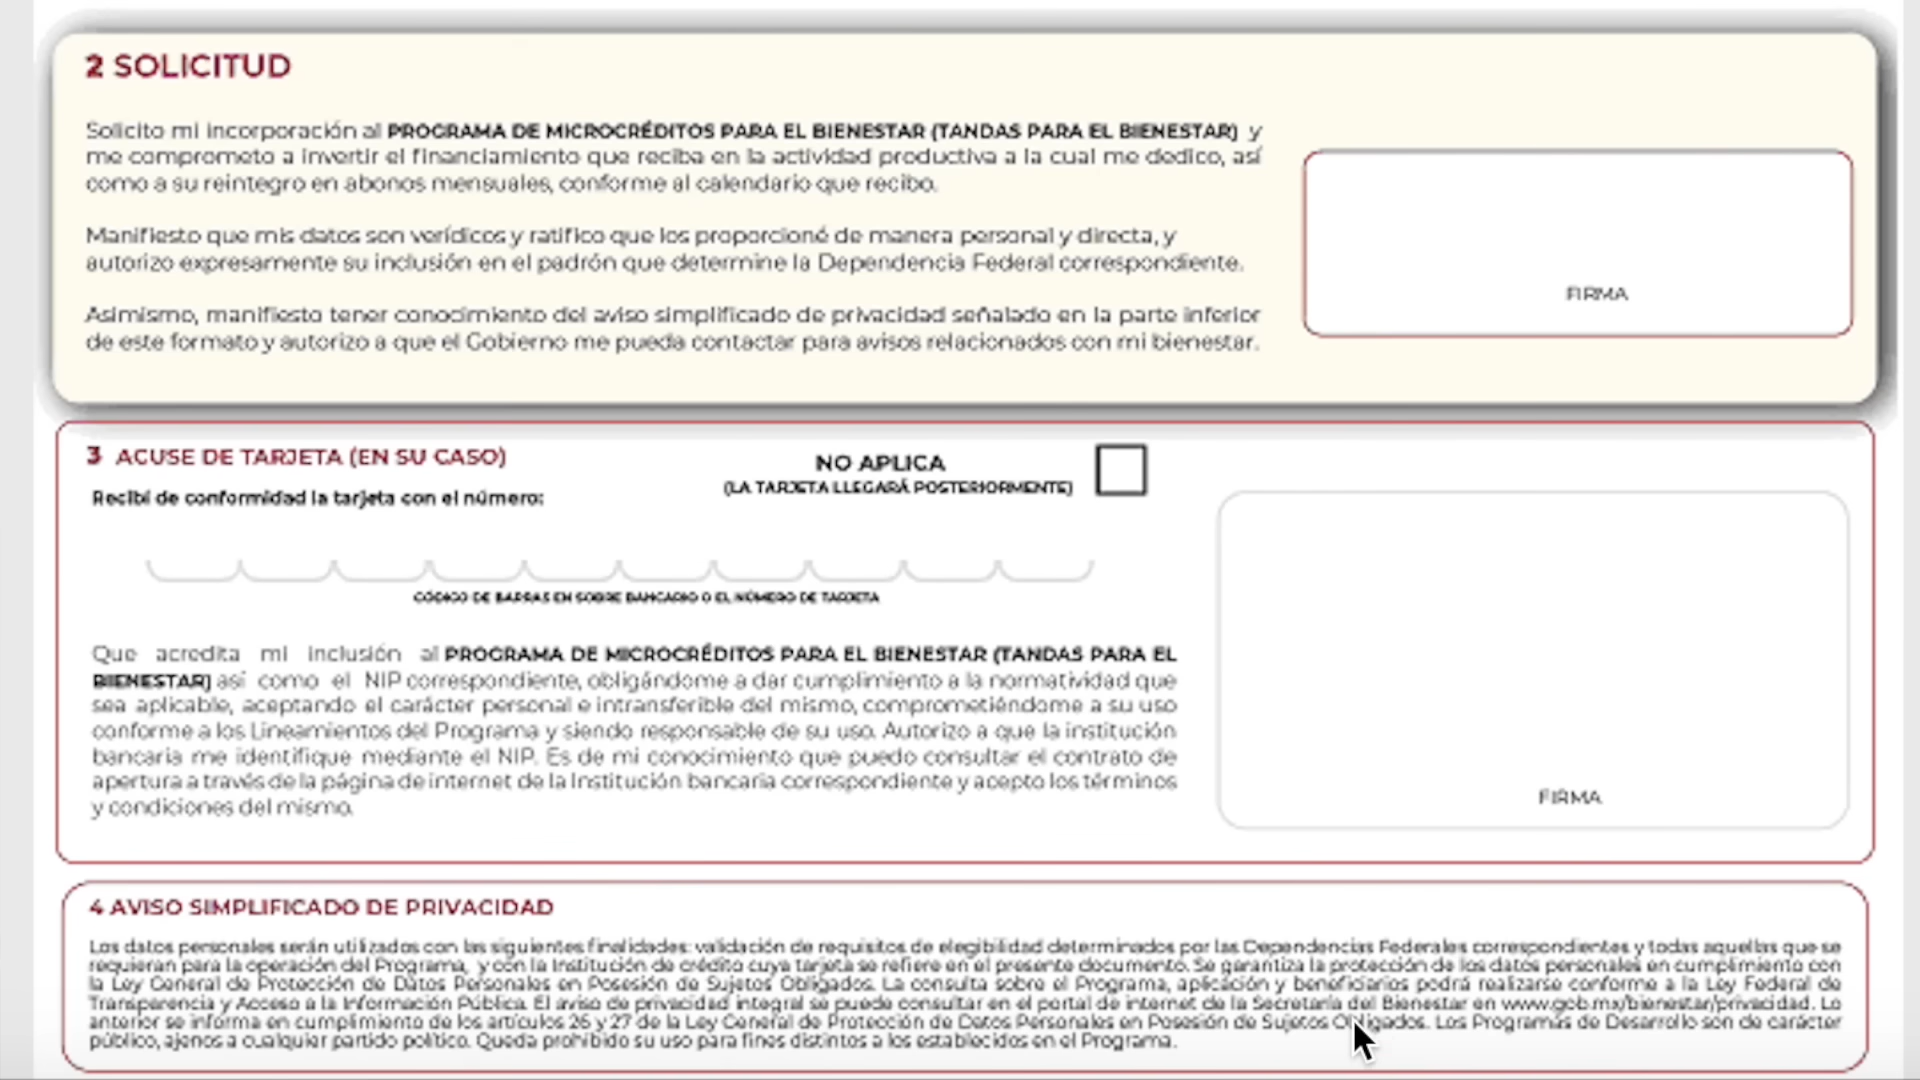 2 SOLICITUD
Solicito mi incorporación al PROGRAMA DE MICROCRÉDITOS PARA EL BIENESTAR (TANDAS PARA EL BIENESTAR) y
me comprometo a invertir el financiamiento que reciba en la actividad productiva a la cual me dedico, así
como a su reintegro en abonos mensuales, conforme al calendario que recibo.
Manifiesto que mis datos son verídicos y ratifico que los proporcioné de manera personal y directa, y
autorizo expresamente su inclusión en el padrón que determine la Dependencia Federal correspondiente.
Asimismo, manifiesto tener conocimiento del aviso simplificado de privacidad señalado en la parte inferior
de este formato y autorizo a que el Gobierno me pueda contactar para avisos relacionados con mi bienestar.
FIRMA
3 ACUSE DE TARJETA (EN SU CASO)
NO APLICA
(LA TARJETA LLEGARÁ POSTERIORMENTE)
Recibí de conformidad la tarjeta con el número:
CÓDIGO DE BARRAS EN SOBRE BANCARIO O EL NÚMERO DE TARJETA
Que acredita mi inclusión al PROGRAMA DE MICROCRÉDITOS PARA EL BIENESTAR (TANDAS PARA EL
BIENESTAR) así como el NIP correspondiente, obligándome a dar cumplimiento a la normatividad que
sea aplicable, aceptando el carácter personal e intransferible del mismo, comprometiéndome a su uso
conforme a los Lineamientos del Programa y siendo responsable de su uso. Autorizo a que la institución
bancaria me identifique mediante el NIP. Es de mi conocimiento que puedo consultar el contrato de
apertura a través de la página de internet de la Institución bancaria correspondiente y acepto los términos
y condiciones del mismo.
FIRMA
4 AVISO SIMPLIFICADO DE PRIVACIDAD
Los datos personales serán utilizados con las siguientes finalidades: validación de requisitos de elegibilidad determinados por las Dependencias Federales correspondientes y todas aquellas que se
requieran para la operación del Programa, y con la Institución de crédito cuya tarjeta se refiere en el presente documento. Se garantiza la protección de los datos personales en cumplimiento con
la Ley General de Protección de Datos Personales en Posesión de Sujetos Obligados. La consulta sobre el Programa, aplicación y beneficiarios podrá realizarse conforme a la Ley Federal de
Transparencia y Acceso a la Información Pública. El aviso de privacidad integral se puede consultar en el portal de internet de la Secretaría del Bienestar en www.gob.mx/bienestar/privacidad. Lo
anterior se informa en cumplimiento de los artículos 26 y 27 de la Ley General de Protección de Datos Personales en Posesión de Sujetos Obligados. Los Programas de Desarrollo son de carácter
público, ajenos a cualquier partido político. Queda prohibido su uso para fines distintos a los establecidos en el Programa.